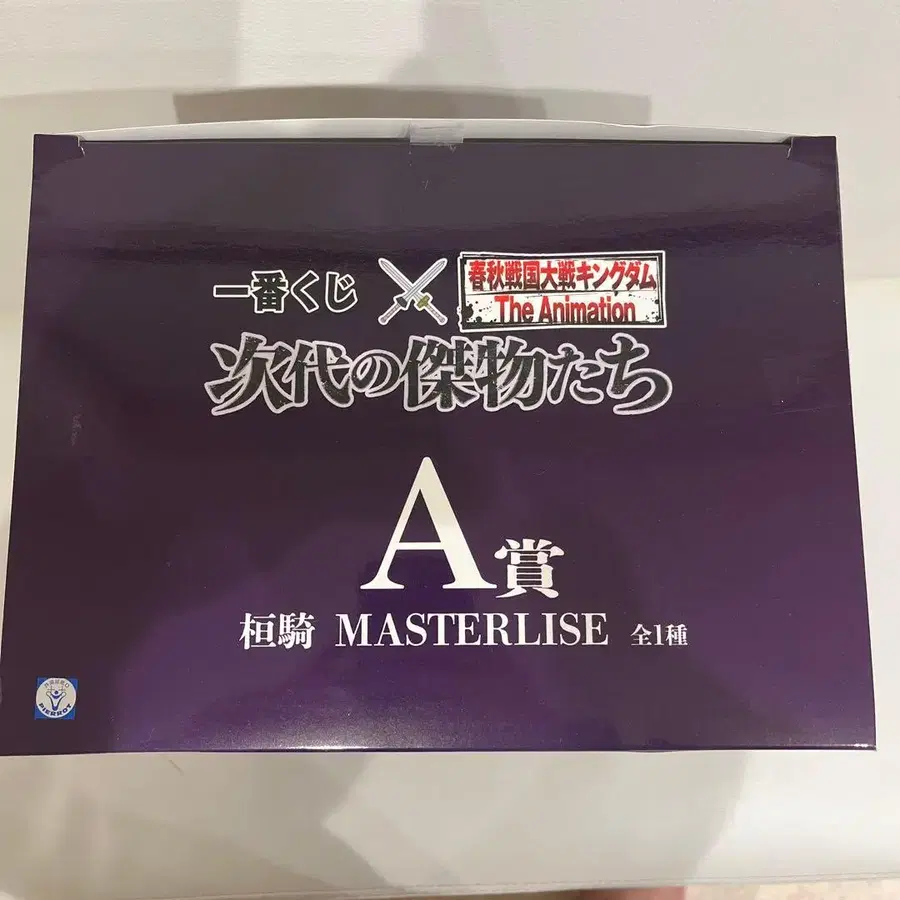 一番くじ
春秋戦国大戦キングダム
The Animation
次代の傑物たち
A賞
桓騎 MASTERLISE 全1種
PIERROT